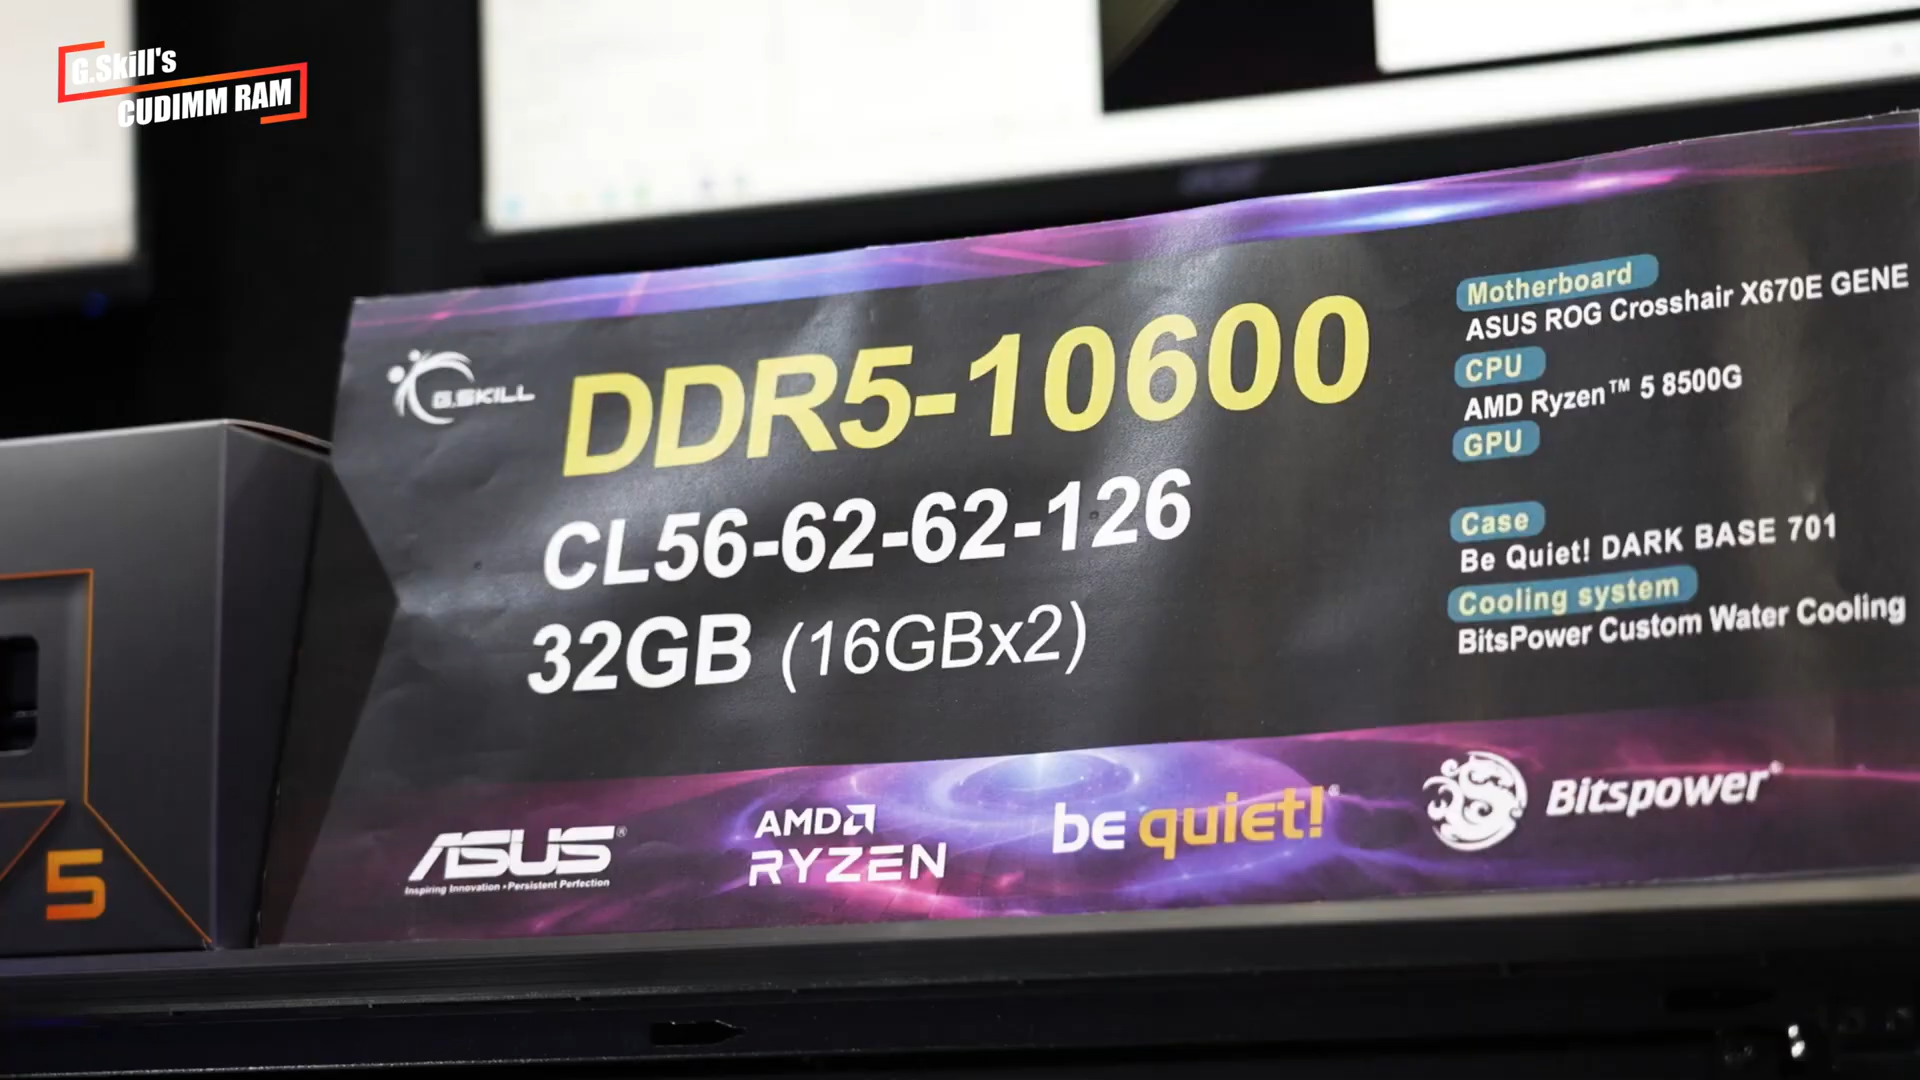 G.Skill's
CUDIMM RAM
G.SKILL
DDR5-10600
CL56-62-62-126
32GB (16GBx2)
Motherboard
ASUS ROG Crosshair X670E GENE
CPU
AMD Ryzen™ 5 8500G
GPU
Case
Be Quiet! DARK BASE 701
Cooling system
BitsPower Custom Water Cooling
ASUS®
Inspiring Innovation • Persistent Perfection
AMD
RYZEN
be quiet!®
Bitspower®
5